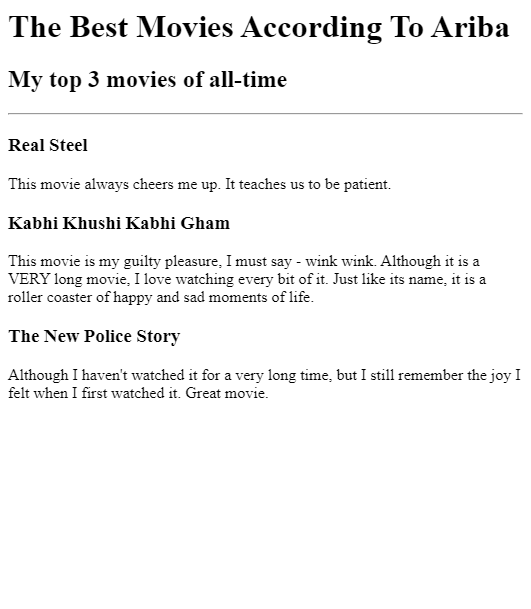 The Best Movies According To Ariba
My top 3 movies of all-time
Real Steel
This movie always cheers me up. It teaches us to be patient.
Kabhi Khushi Kabhi Gham
This movie is my guilty pleasure, I must say - wink wink. Although it is a
VERY long movie, I love watching every bit of it. Just like its name, it is a
roller coaster of happy and sad moments of life.
The New Police Story
Although I haven't watched it for a very long time, but I still remember the joy I
felt when I first watched it. Great movie.